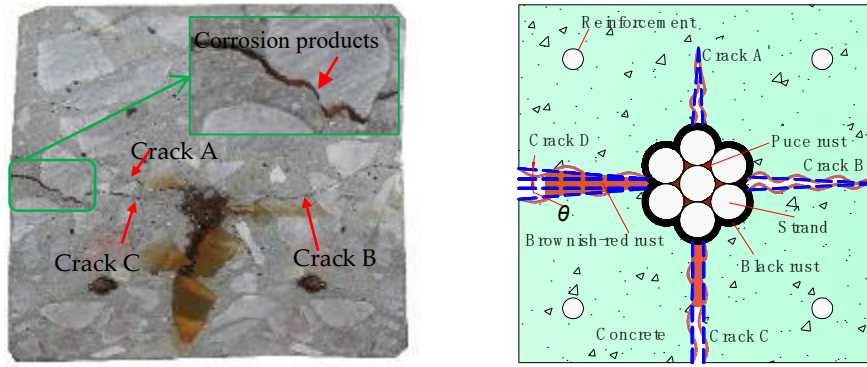 Corrosion products
Crack A
Crack C
Crack B
Reinforcement
Crack A
Crack D
Puce rust
Crack B
θ
Strand
Brownish-red rust
Black rust
Concrete
Crack C